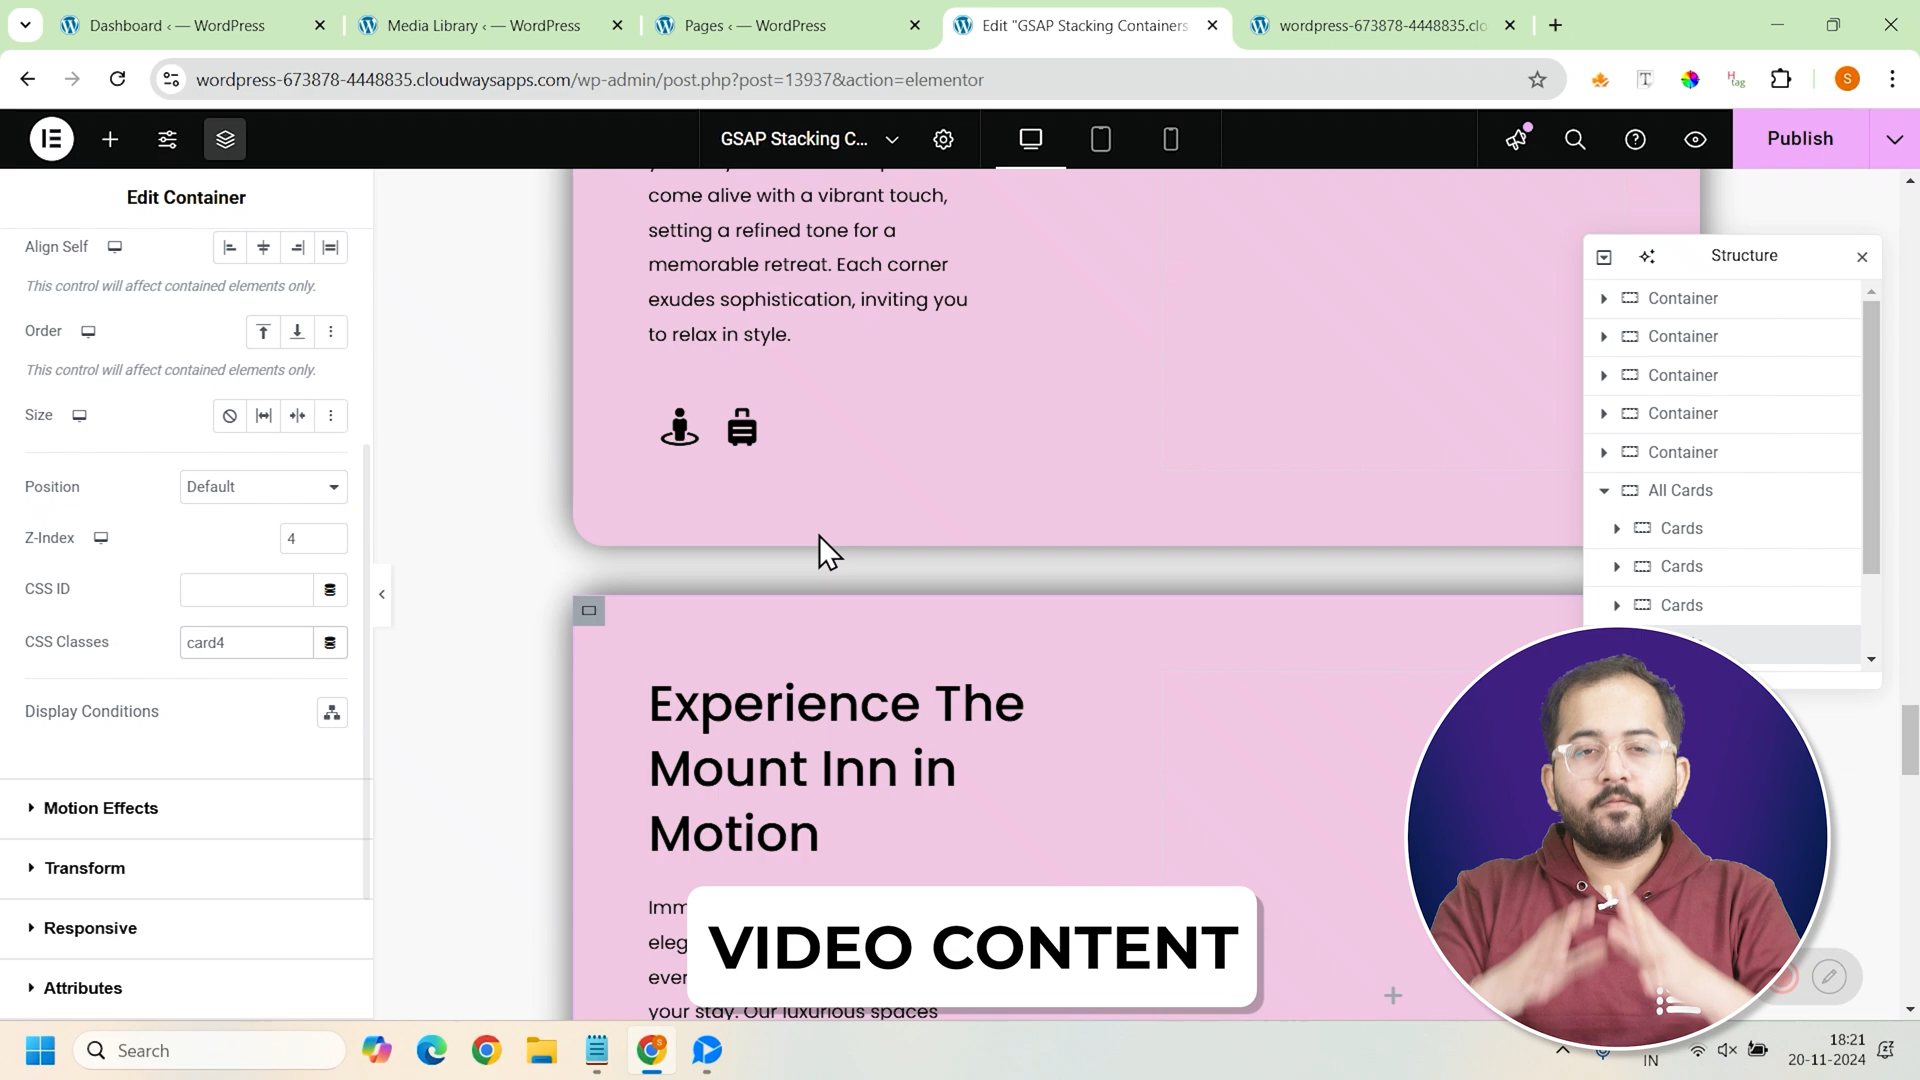 Dashboard ‹ — WordPress
Media Library ‹ — WordPress
Pages ‹ — WordPress
Edit "GSAP Stacking Containers
wordpress-673878-4448835.clo
wordpress-673878-4448835.cloudwaysapps.com/wp-admin/post.php?post=13937&action=elementor
T
H
tag
S
GSAP Stacking C...
Publish
Edit Container
Align Self
This control will affect contained elements only.
Order
This control will affect contained elements only.
Size
Position
Default
Z-Index
4
CSS ID
CSS Classes
card4
Display Conditions
Motion Effects
Transform
Responsive
Attributes
come alive with a vibrant touch,
setting a refined tone for a
memorable retreat. Each corner
exudes sophistication, inviting you
to relax in style.
Experience The
Mount Inn in
Motion
Imm
eleg
ever
your stay. Our luxurious spaces
VIDEO CONTENT
Structure
Container
Container
Container
Container
Container
All Cards
Cards
Cards
Cards
Search
IN
18:21
20-11-2024